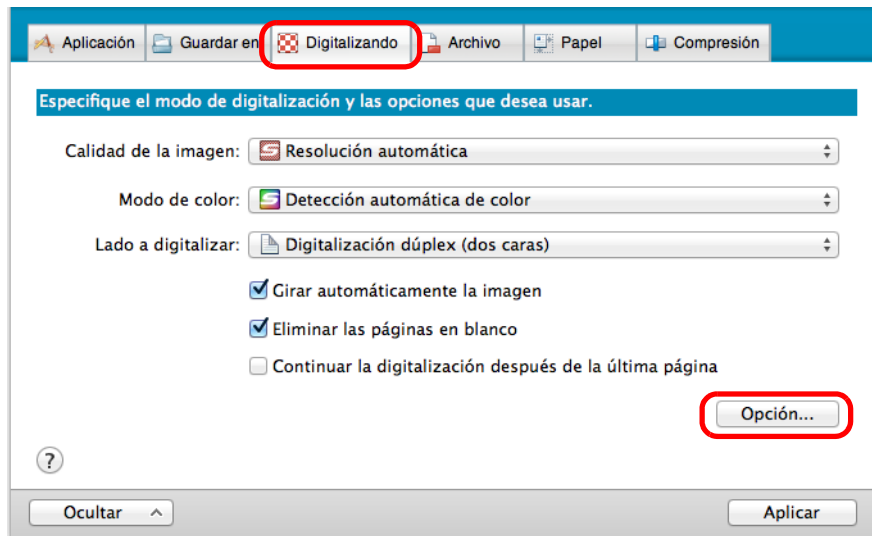 Aplicación Guardar en Digitalizando Archivo Papel Compresión
Especifique el modo de digitalización y las opciones que desea usar.
Calidad de la imagen: Resolución automática
Modo de color: Detección automática de color
Lado a digitalizar: Digitalización dúplex (dos caras)
Girar automáticamente la imagen
Eliminar las páginas en blanco
Continuar la digitalización después de la última página
Opción...
?
Ocultar Aplicar